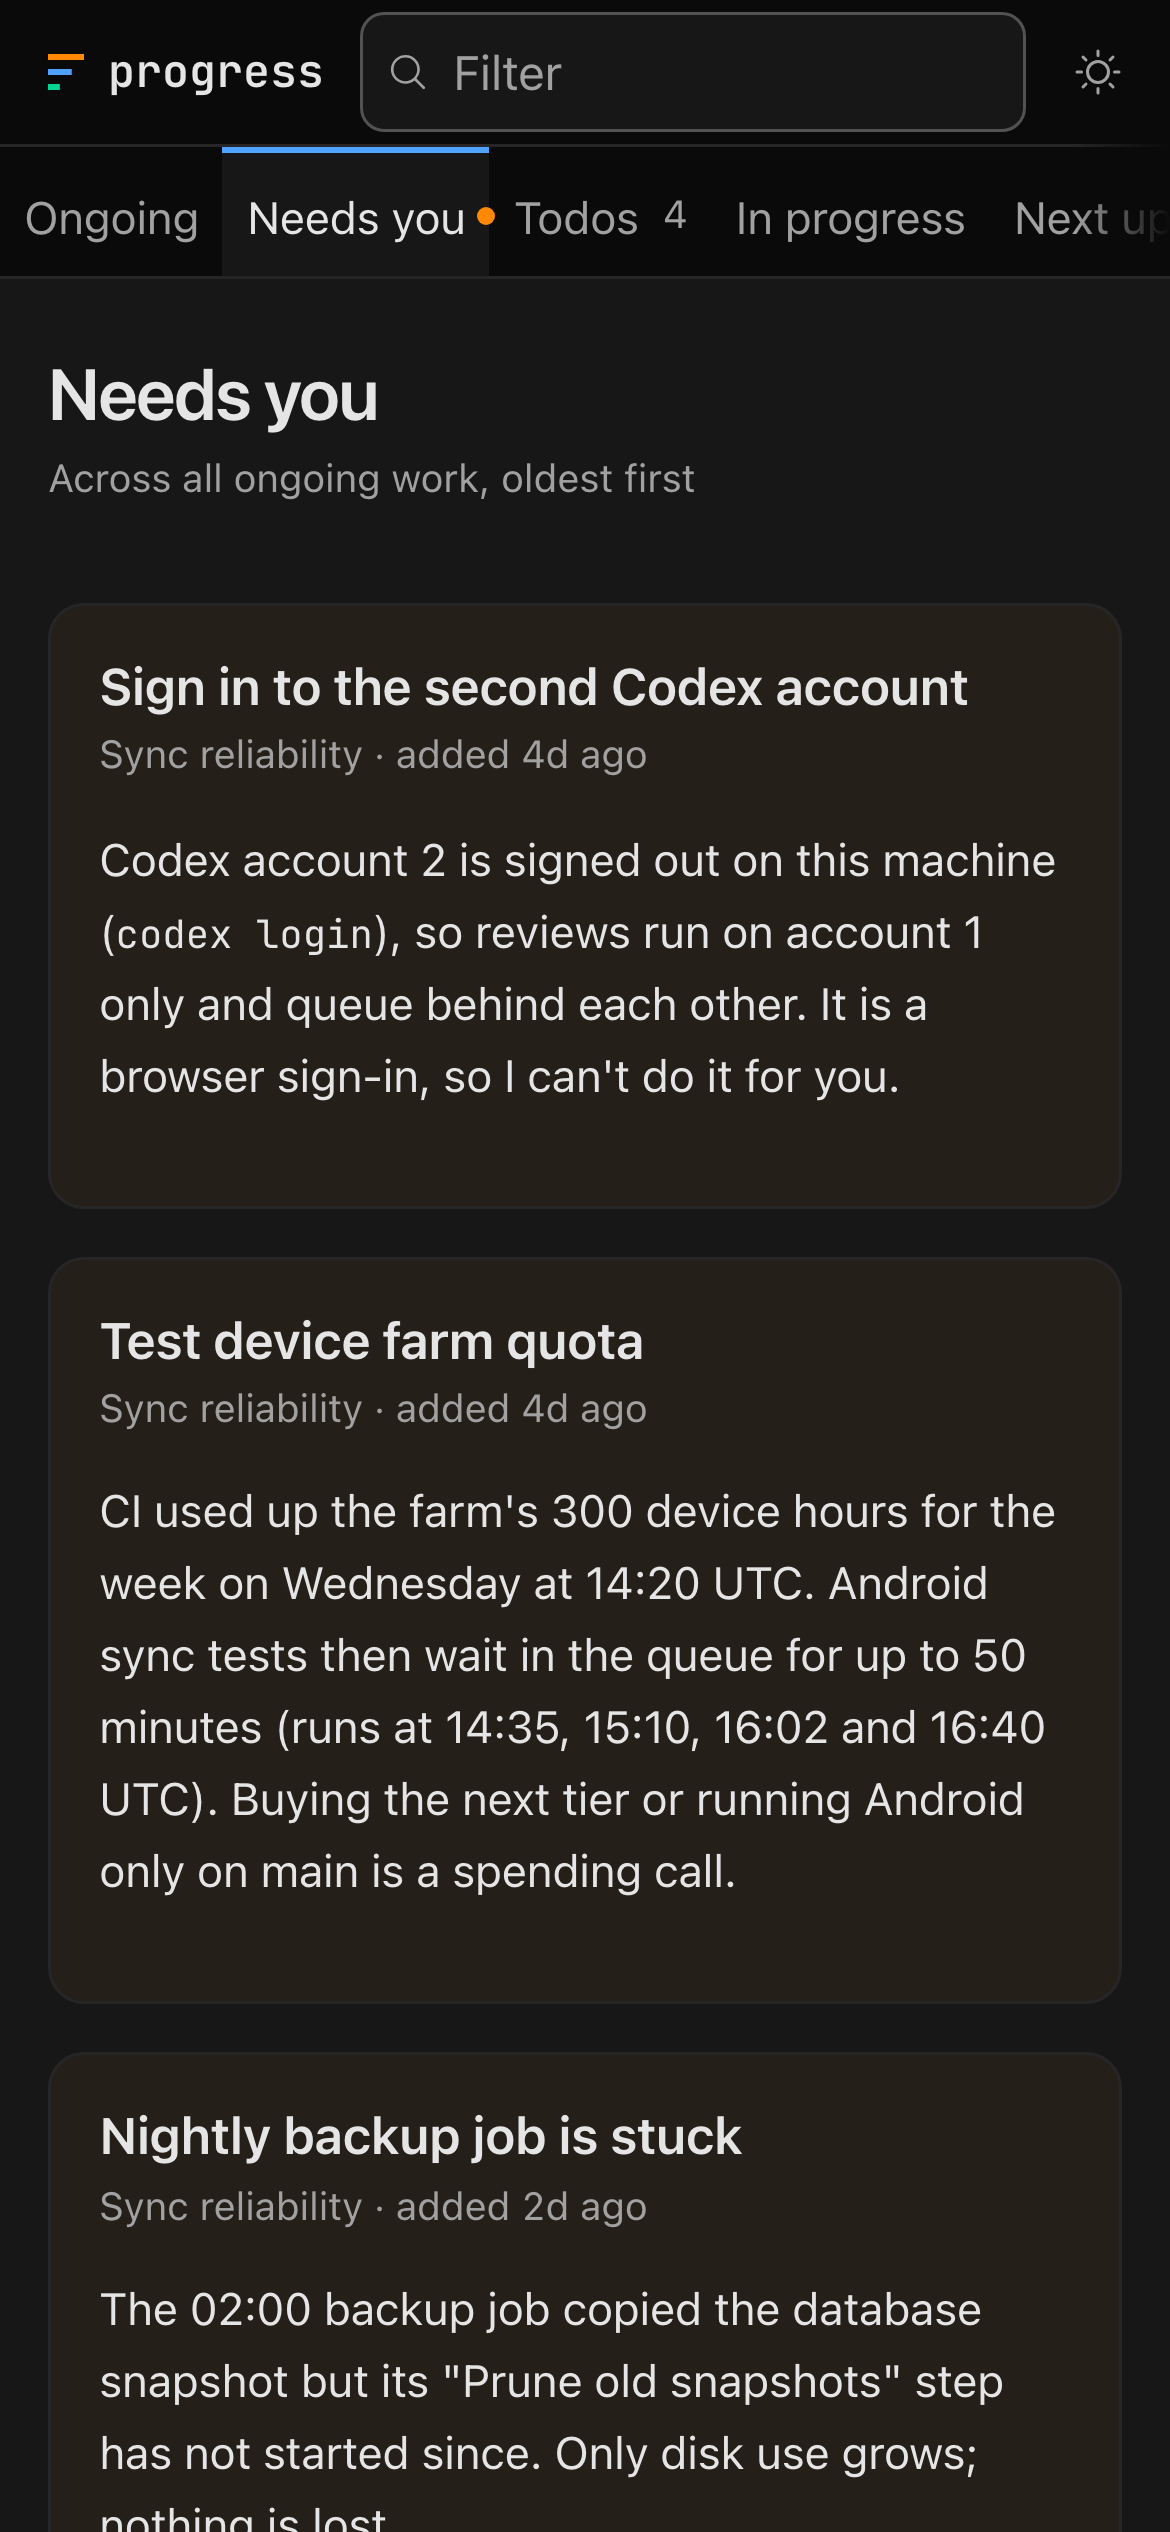 progress
Filter
Ongoing
Needs you
Todos 4
In progress
Next up
Needs you
Across all ongoing work, oldest first
Sign in to the second Codex account
Sync reliability · added 4d ago
Codex account 2 is signed out on this machine
(codex login), so reviews run on account 1
only and queue behind each other. It is a
browser sign-in, so I can't do it for you.
Test device farm quota
Sync reliability · added 4d ago
CI used up the farm's 300 device hours for the
week on Wednesday at 14:20 UTC. Android
sync tests then wait in the queue for up to 50
minutes (runs at 14:35, 15:10, 16:02 and 16:40
UTC). Buying the next tier or running Android
only on main is a spending call.
Nightly backup job is stuck
Sync reliability · added 2d ago
The 02:00 backup job copied the database
snapshot but its "Prune old snapshots" step
has not started since. Only disk use grows;
nothing is lost.